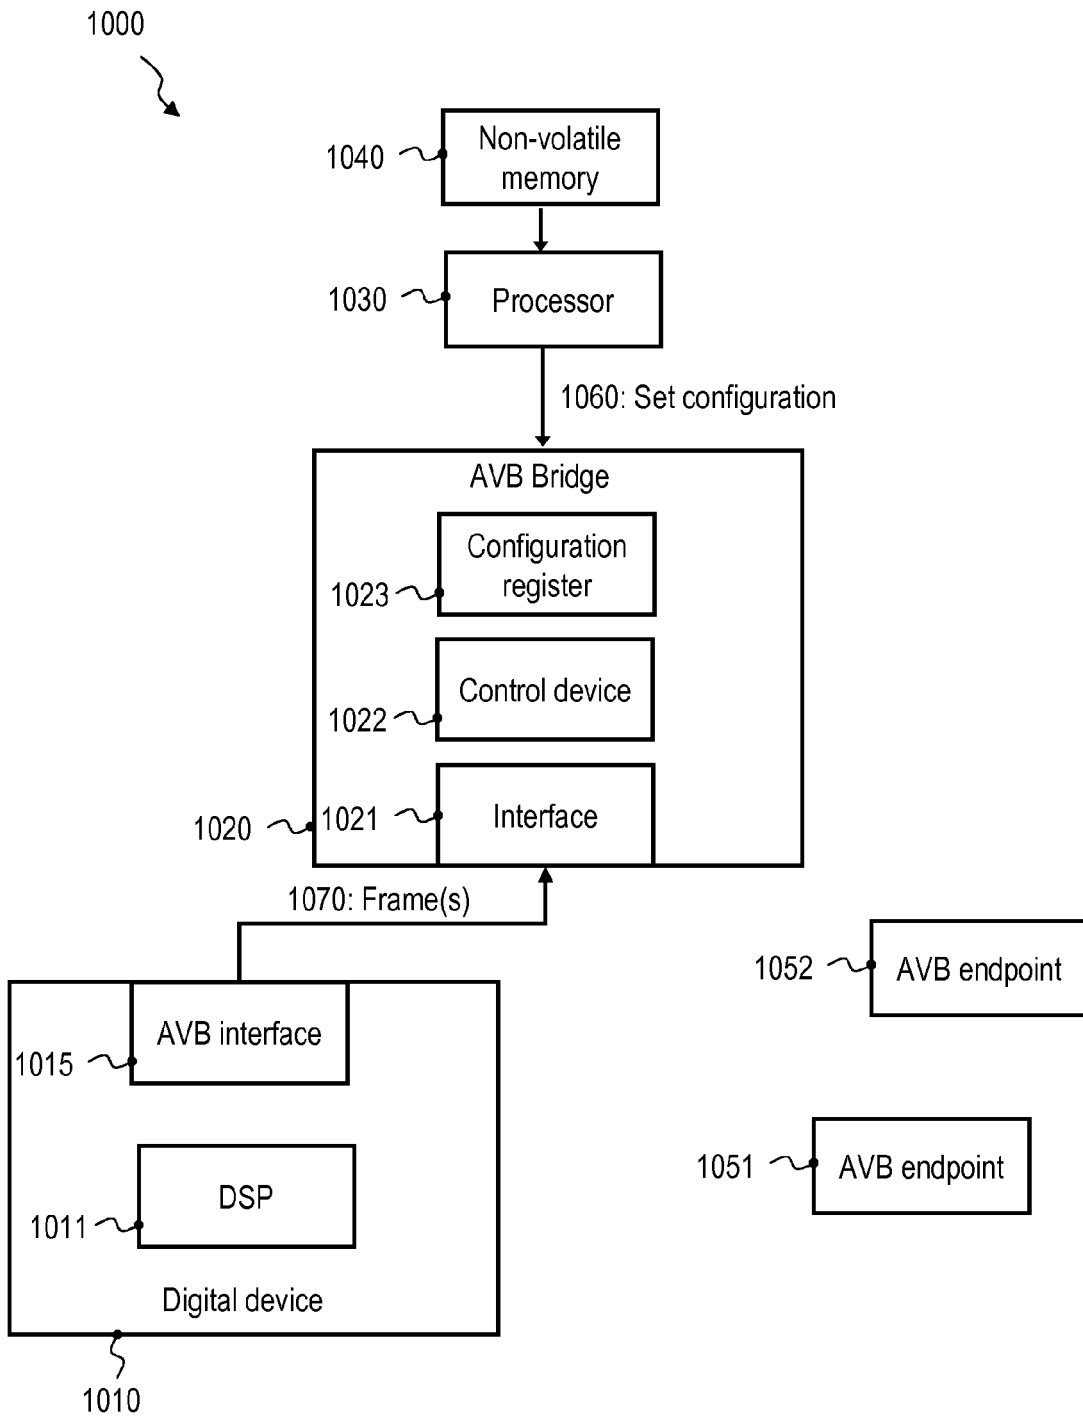 1000
Non-volatile
memory
1040
Processor
1030
1060: Set configuration
AVB Bridge
Configuration
register
1023
Control device
1022
Interface
1021
1020
1070: Frame(s)
AVB endpoint
1052
AVB interface
1015
AVB endpoint
1051
DSP
1011
Digital device
1010